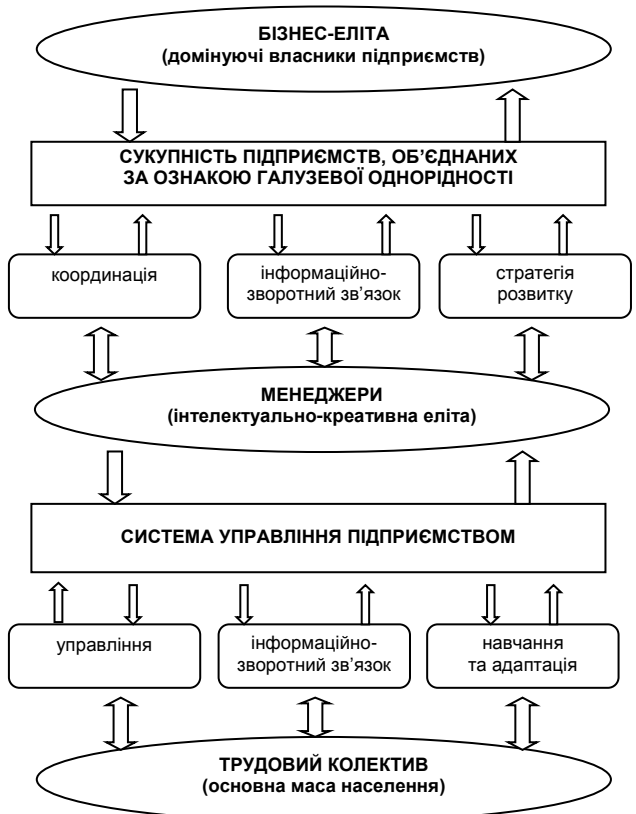 БІЗНЕС-ЕЛІТА
(домінуючі власники підприємств)
СУКУПНІСТЬ ПІДПРИЄМСТВ, ОБ’ЄДНАНИХ
ЗА ОЗНАКОЮ ГАЛУЗЕВОЇ ОДНОРІДНОСТІ
координація
інформаційно-
зворотний зв’язок
стратегія
розвитку
МЕНЕДЖЕРИ
(інтелектуально-креативна еліта)
СИСТЕМА УПРАВЛІННЯ ПІДПРИЄМСТВОМ
управління
інформаційно-
зворотний зв’язок
навчання
та адаптація
ТРУДОВИЙ КОЛЕКТИВ
(основна маса населення)